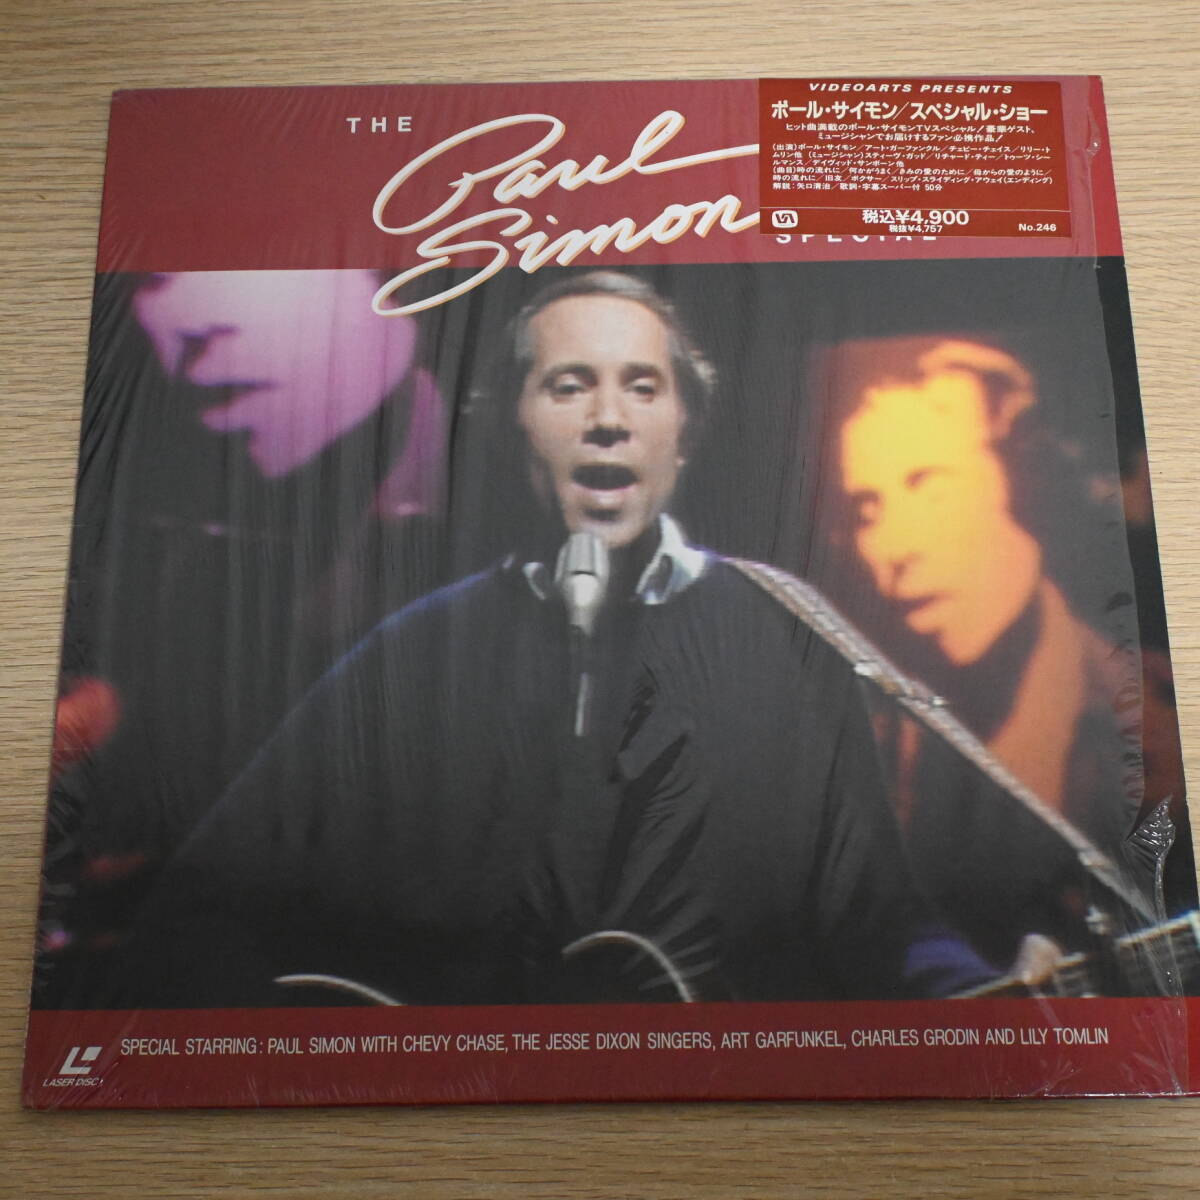 THE
Paul
Simon
SPECIAL
VIDEOARTS PRESENTS
ポール・サイモン/スペシャル・ショー
ヒット曲満載のポール・サイモンTVスペシャル!豪華ゲスト、
ミュージシャンでお届けするファン必携作品!
(出演)ポール・サイモン/アート・ガーファンクル/チェビー・チェイス/リリー・ト
ムリン他 (ミュージシャン)スティーヴ・ガッド/リチャード・ティー/トゥーツ・シー
ルマンス/デイヴィッド・サンボーン他
(曲目)時の流れに/何かがうまく/きみの愛のために/母からの愛のように/
時の流れに/旧友/ボクサー/スリップ・スライディング・アウェイ(エンディング)
解説:矢口清治/歌詞・字幕スーパー付 50分
VA
税込¥4,900
税抜¥4,757
No.246
SPECIAL STARRING: PAUL SIMON WITH CHEVY CHASE, THE JESSE DIXON SINGERS, ART GARFUNKEL, CHARLES GRODIN AND LILY TOMLIN
LASER DISC